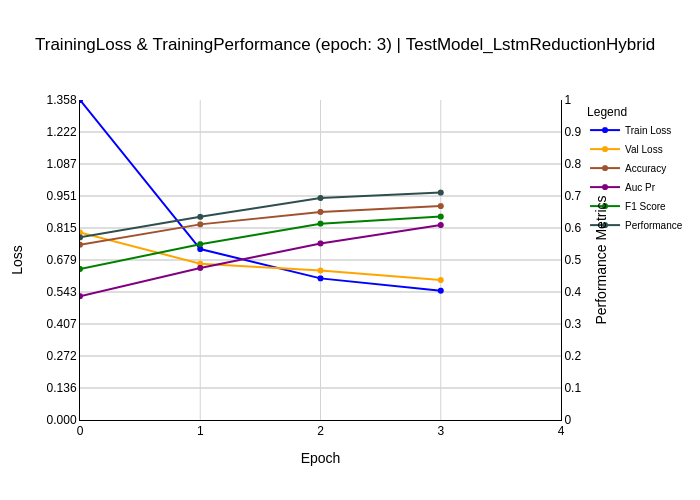 TrainingLoss & TrainingPerformance (epoch: 3) | TestModel_LstmReductionHybrid
1.358
1.222
1.087
0.951
0.815
0.679
0.543
0.407
0.272
0.136
0.000
Loss
0
1
2
3
4
Epoch
1
0.9
0.8
0.7
0.6
0.5
0.4
0.3
0.2
0.1
0
Performance Metrics
Legend
Train Loss
Val Loss
Accuracy
Auc Pr
F1 Score
Performance